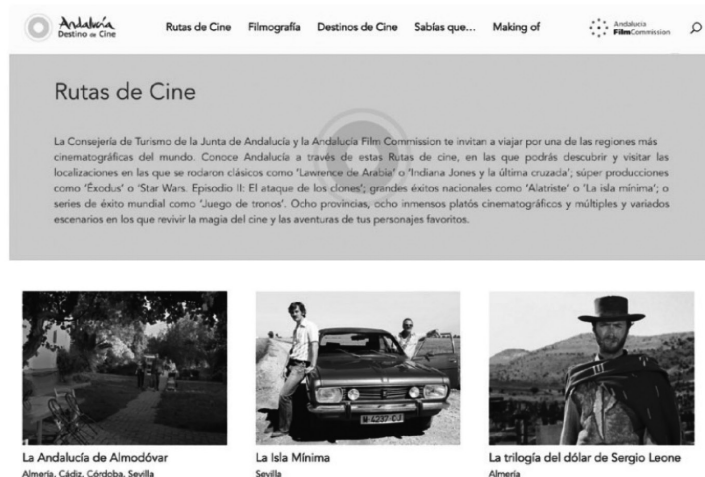 Andalucía
Destino de Cine
Rutas de Cine Filmografía Destinos de Cine Sabías que... Making of
Andalucía
FilmCommission
Rutas de Cine
La Consejería de Turismo de la Junta de Andalucía y la Andalucía Film Commission te invitan a viajar por una de las regiones más
cinematográficas del mundo. Conoce Andalucía a través de estas Rutas de cine, en las que podrás descubrir y visitar las
localizaciones en las que se rodaron clásicos como 'Lawrence de Arabia' o 'Indiana Jones y la última cruzada'; súper producciones
como 'Éxodus' o 'Star Wars. Episodio II: El ataque de los clones'; grandes éxitos nacionales como 'Alatriste' o 'La isla mínima'; o
series de éxito mundial como 'Juego de tronos'. Ocho provincias, ocho inmensos platós cinematográficos y múltiples y variados
escenarios en los que revivir la magia del cine y las aventuras de tus personajes favoritos.
M-4237-CJ
La Andalucía de Almodóvar
Almería, Cádiz, Córdoba, Sevilla
La Isla Mínima
Sevilla
La trilogía del dólar de Sergio Leone
Almería